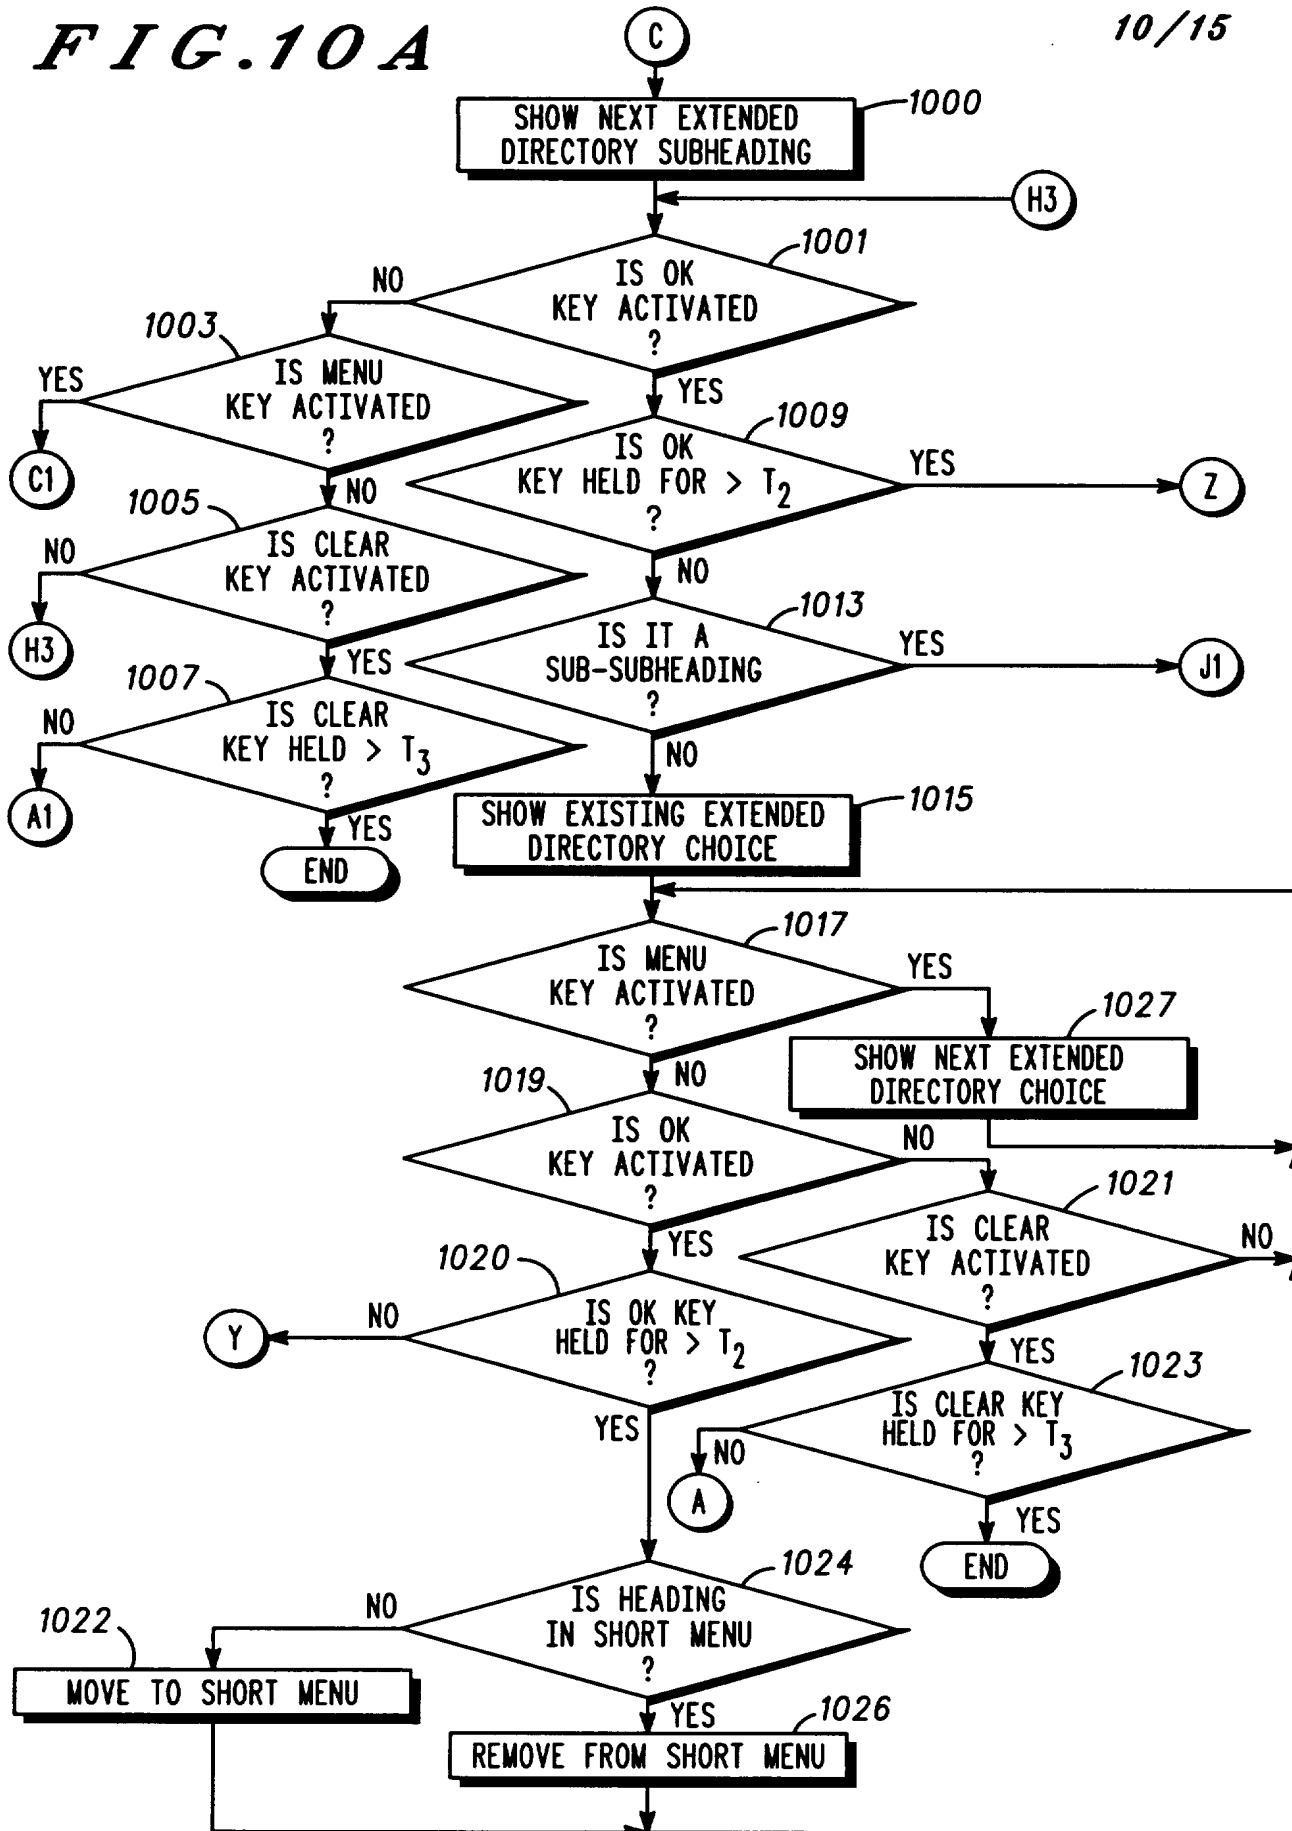 FIG.10A
10/15
C
SHOW NEXT EXTENDED
DIRECTORY SUBHEADING
1000
H3
IS OK
KEY ACTIVATED
?
1001
NO
YES
IS MENU
KEY ACTIVATED
?
1003
YES
NO
C1
IS OK
KEY HELD FOR > T2
?
1009
YES
NO
Z
IS CLEAR
KEY ACTIVATED
?
1005
NO
YES
H3
IS IT A
SUB-SUBHEADING
?
1013
YES
NO
J1
IS CLEAR
KEY HELD > T3
?
1007
NO
YES
A1
END
SHOW EXISTING EXTENDED
DIRECTORY CHOICE
1015
IS MENU
KEY ACTIVATED
?
1017
YES
NO
SHOW NEXT EXTENDED
DIRECTORY CHOICE
1027
IS OK
KEY ACTIVATED
?
1019
NO
YES
IS CLEAR
KEY ACTIVATED
?
1021
NO
YES
IS OK KEY
HELD FOR > T2
?
1020
NO
YES
Y
IS CLEAR KEY
HELD FOR > T3
?
1023
NO
YES
A
END
IS HEADING
IN SHORT MENU
?
1024
NO
YES
MOVE TO SHORT MENU
1022
REMOVE FROM SHORT MENU
1026